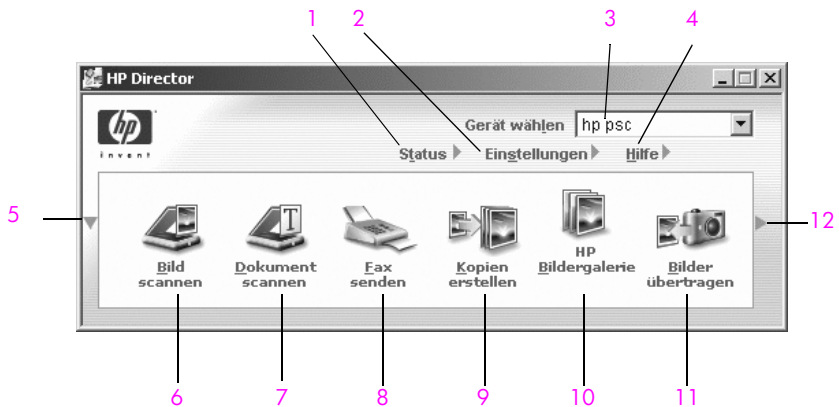 1 2 3 4
HP Director
Gerät wählen hp psc
hp
invent
Status Einstellungen Hilfe
5 12
Bild scannen
Dokument scannen
Fax senden
Kopien erstellen
HP Bildergalerie
Bilder übertragen
6 7 8 9 10 11